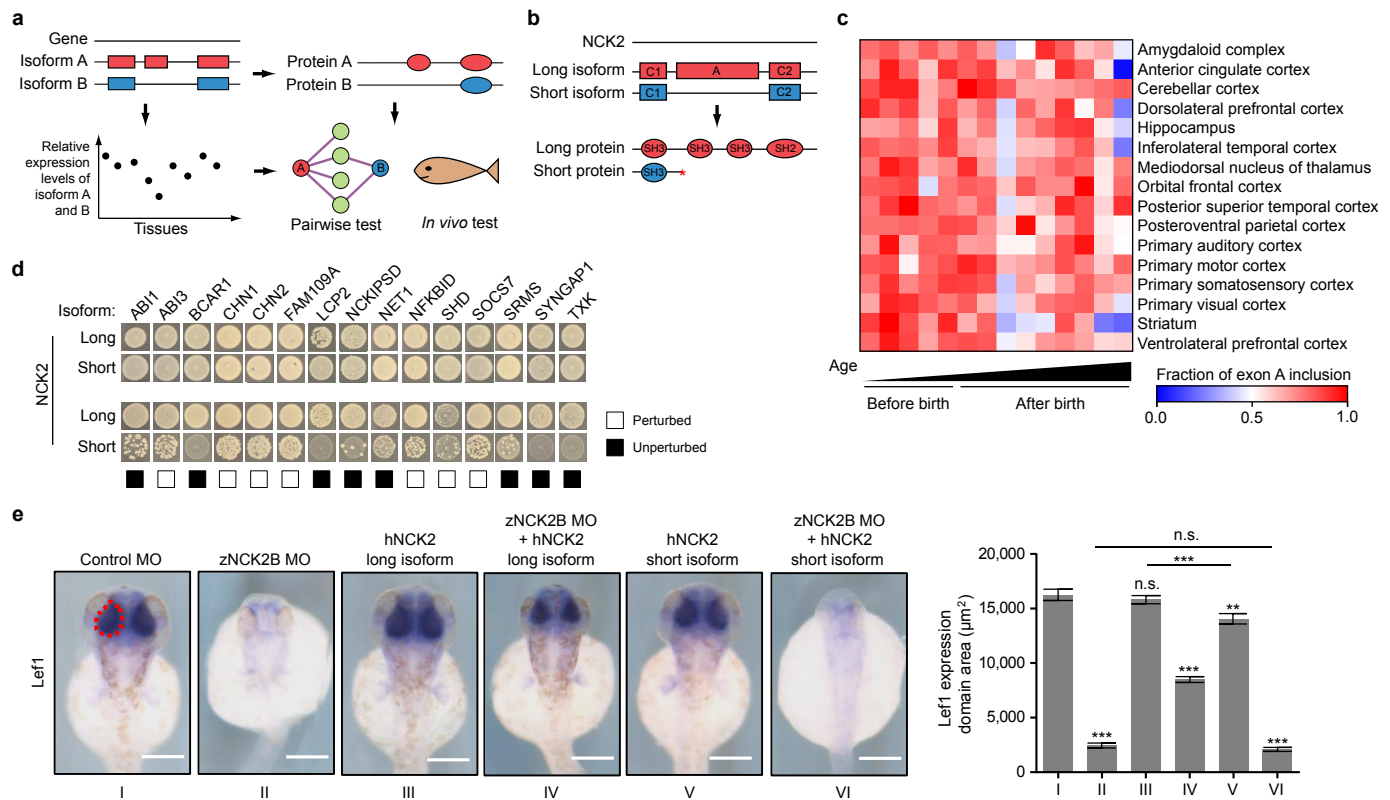 a
Gene
Isoform A
Isoform B
Protein A
Protein B
Relative
expression
levels of
isoform A
and B
Tissues
A
B
Pairwise test
In vivo test
b
NCK2
Long isoform
C1
A
C2
Short isoform
C1
C2
Long protein
SH3
SH3
SH3
SH2
Short protein
SH3
*
c
Amygdaloid complex
Anterior cingulate cortex
Cerebellar cortex
Dorsolateral prefrontal cortex
Hippocampus
Inferolateral temporal cortex
Mediodorsal nucleus of thalamus
Orbital frontal cortex
Posterior superior temporal cortex
Posteroventral parietal cortex
Primary auditory cortex
Primary motor cortex
Primary somatosensory cortex
Primary visual cortex
Striatum
Ventrolateral prefrontal cortex
Age
Before birth
After birth
Fraction of exon A inclusion
0.0
0.5
1.0
d
Isoform:
ABI1
ABI3
BCAR1
CHN1
CHN2
FAM109A
LCP2
NCKIPSD
NET1
NFKBID
SHD
SOCS7
SRMS
SYNGAP1
TXK
NCK2
Long
Short
Long
Short
Perturbed
Unperturbed
e
Lef1
Control MO
zNCK2B MO
hNCK2
long isoform
zNCK2B MO
+ hNCK2
long isoform
hNCK2
short isoform
zNCK2B MO
+ hNCK2
short isoform
I
II
III
IV
V
VI
Lef1 expression
domain area (µm²)
20,000
15,000
10,000
5,000
0
n.s.
***
n.s.
**
***
***
***
I
II
III
IV
V
VI